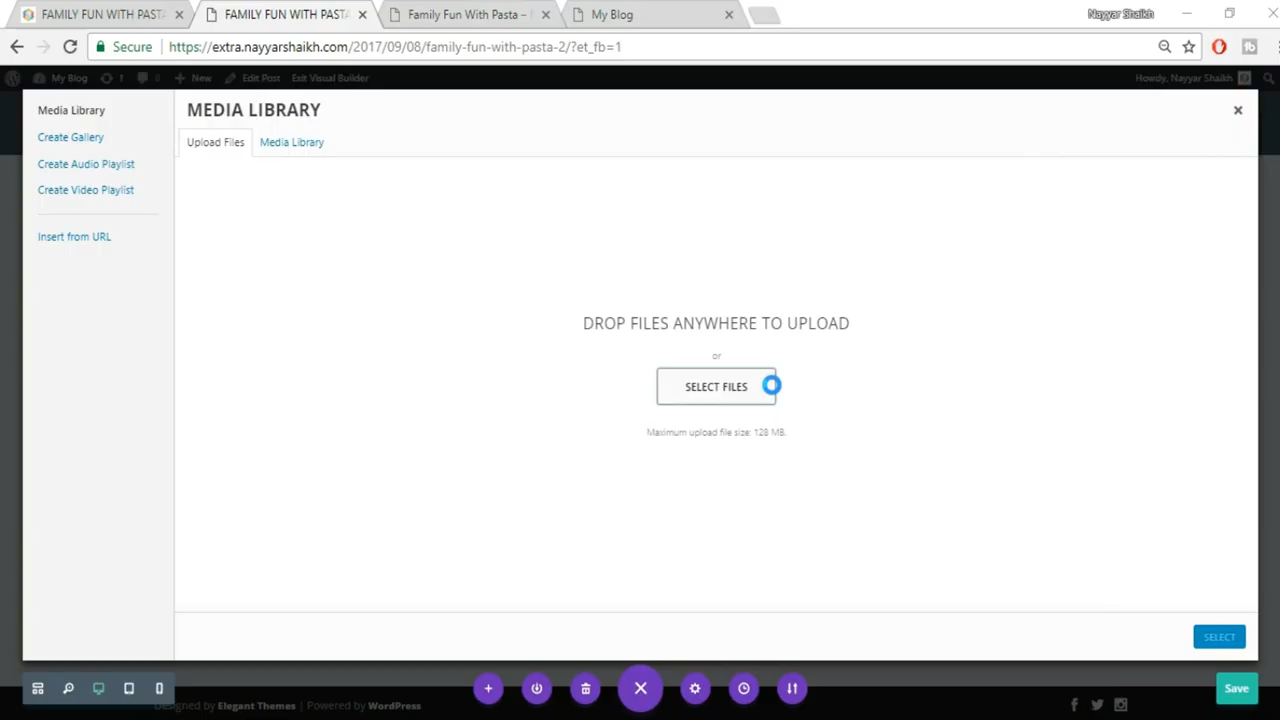 FAMILY FUN WITH PASTA
FAMILY FUN WITH PASTA
Family Fun With Pasta –
My Blog
Nayyar Shaikh
Secure
https://extra.nayyarshaikh.com/2017/09/08/family-fun-with-pasta-2/?et_fb=1
My Blog
1
0
New
Edit Post
Exit Visual Builder
Howdy, Nayyar Shaikh
Media Library
Create Gallery
Create Audio Playlist
Create Video Playlist
Insert from URL
MEDIA LIBRARY
Upload Files
Media Library
DROP FILES ANYWHERE TO UPLOAD
or
SELECT FILES
Maximum upload file size: 128 MB.
SELECT
Save
Designed by Elegant Themes | Powered by WordPress